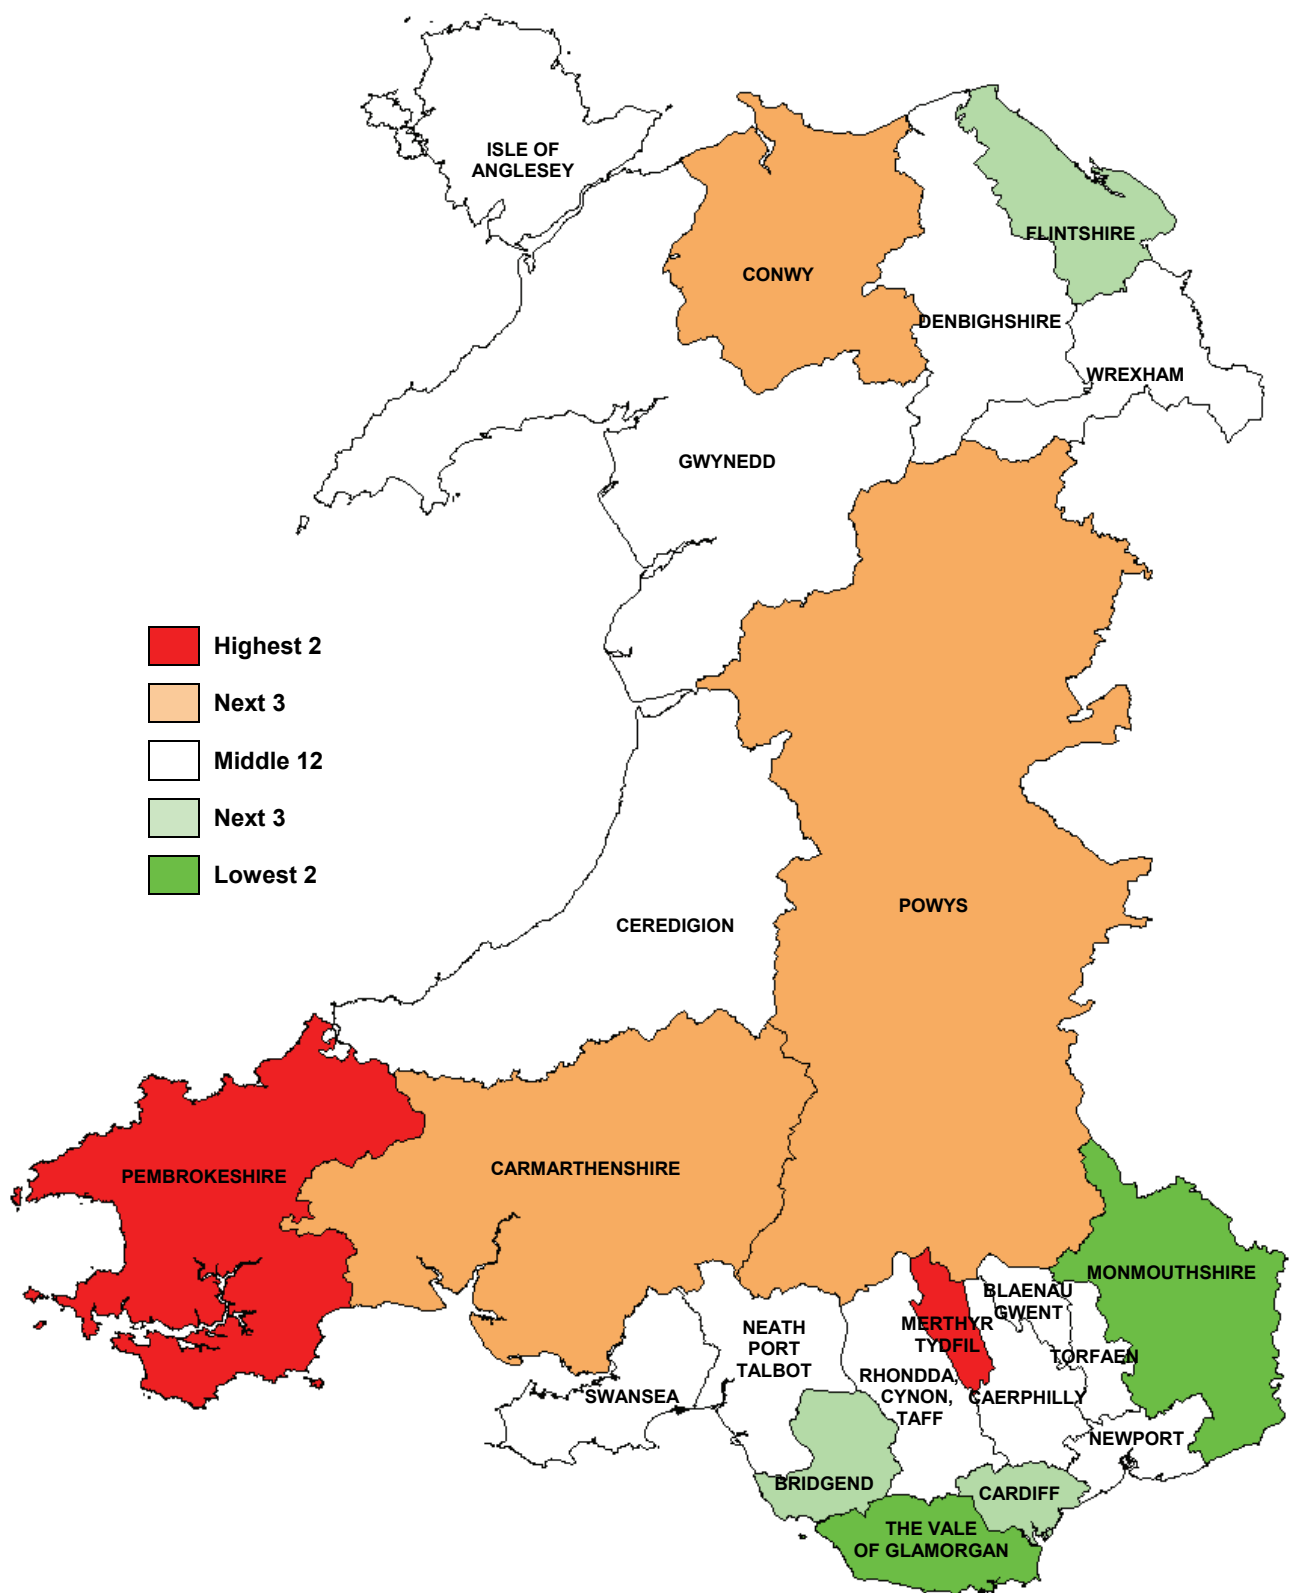 ISLE OF
ANGLESEY
FLINTSHIRE
CONWY
DENBIGHSHIRE
WREXHAM
GWYNEDD
Highest 2
Next 3
Middle 12
Next 3
Lowest 2
POWYS
CEREDIGION
PEMBROKESHIRE
CARMARTHENSHIRE
MONMOUTHSHIRE
BLAENAU
GWENT
MERTHYR
TYDFIL
NEATH
PORT
TALBOT
TORFAEN
RHONDDA,
CYNON,
TAFF
CAERPHILLY
SWANSEA
NEWPORT
BRIDGEND
CARDIFF
THE VALE
OF GLAMORGAN